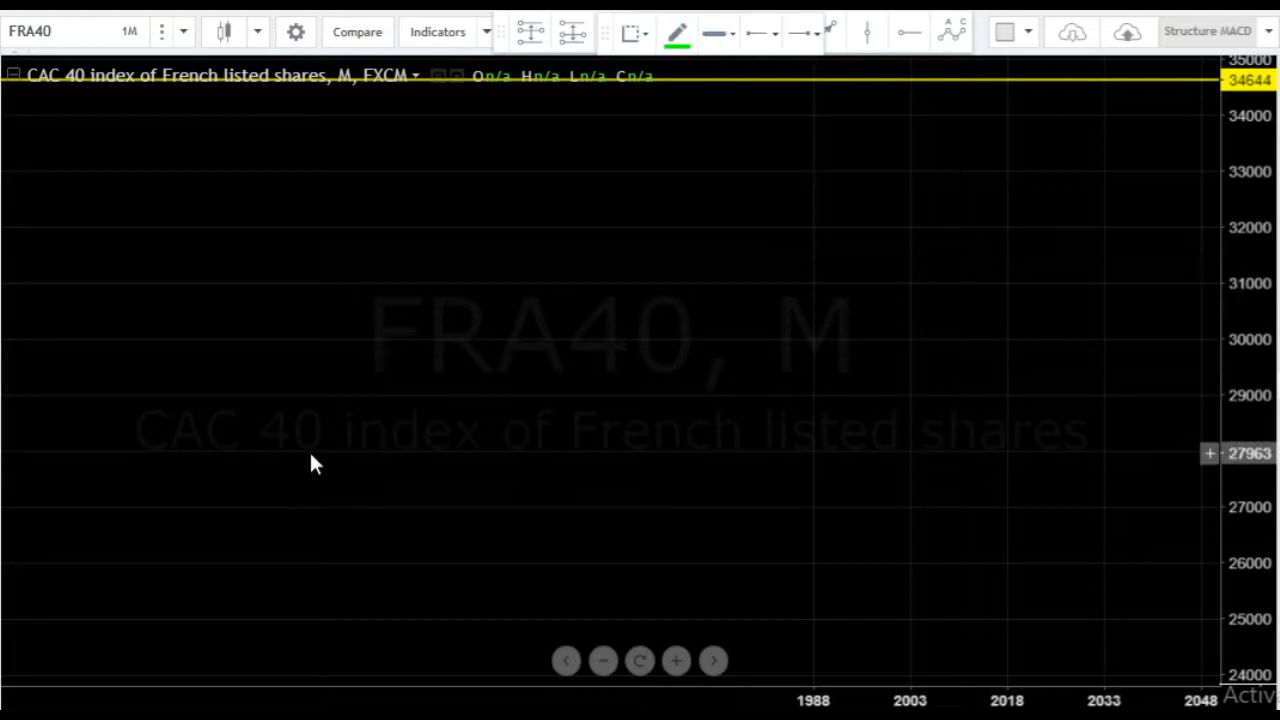 FRA40 1M Compare Indicators A C Structure MACD
CAC 40 index of French listed shares, M, FXCM On/a Hn/a Ln/a Cn/a
35000
34644
34000
33000
32000
31000
30000
29000
27963
27000
26000
25000
24000
FRA40, M
CAC 40 index of French listed shares
1988 2003 2018 2033 2048
Activ